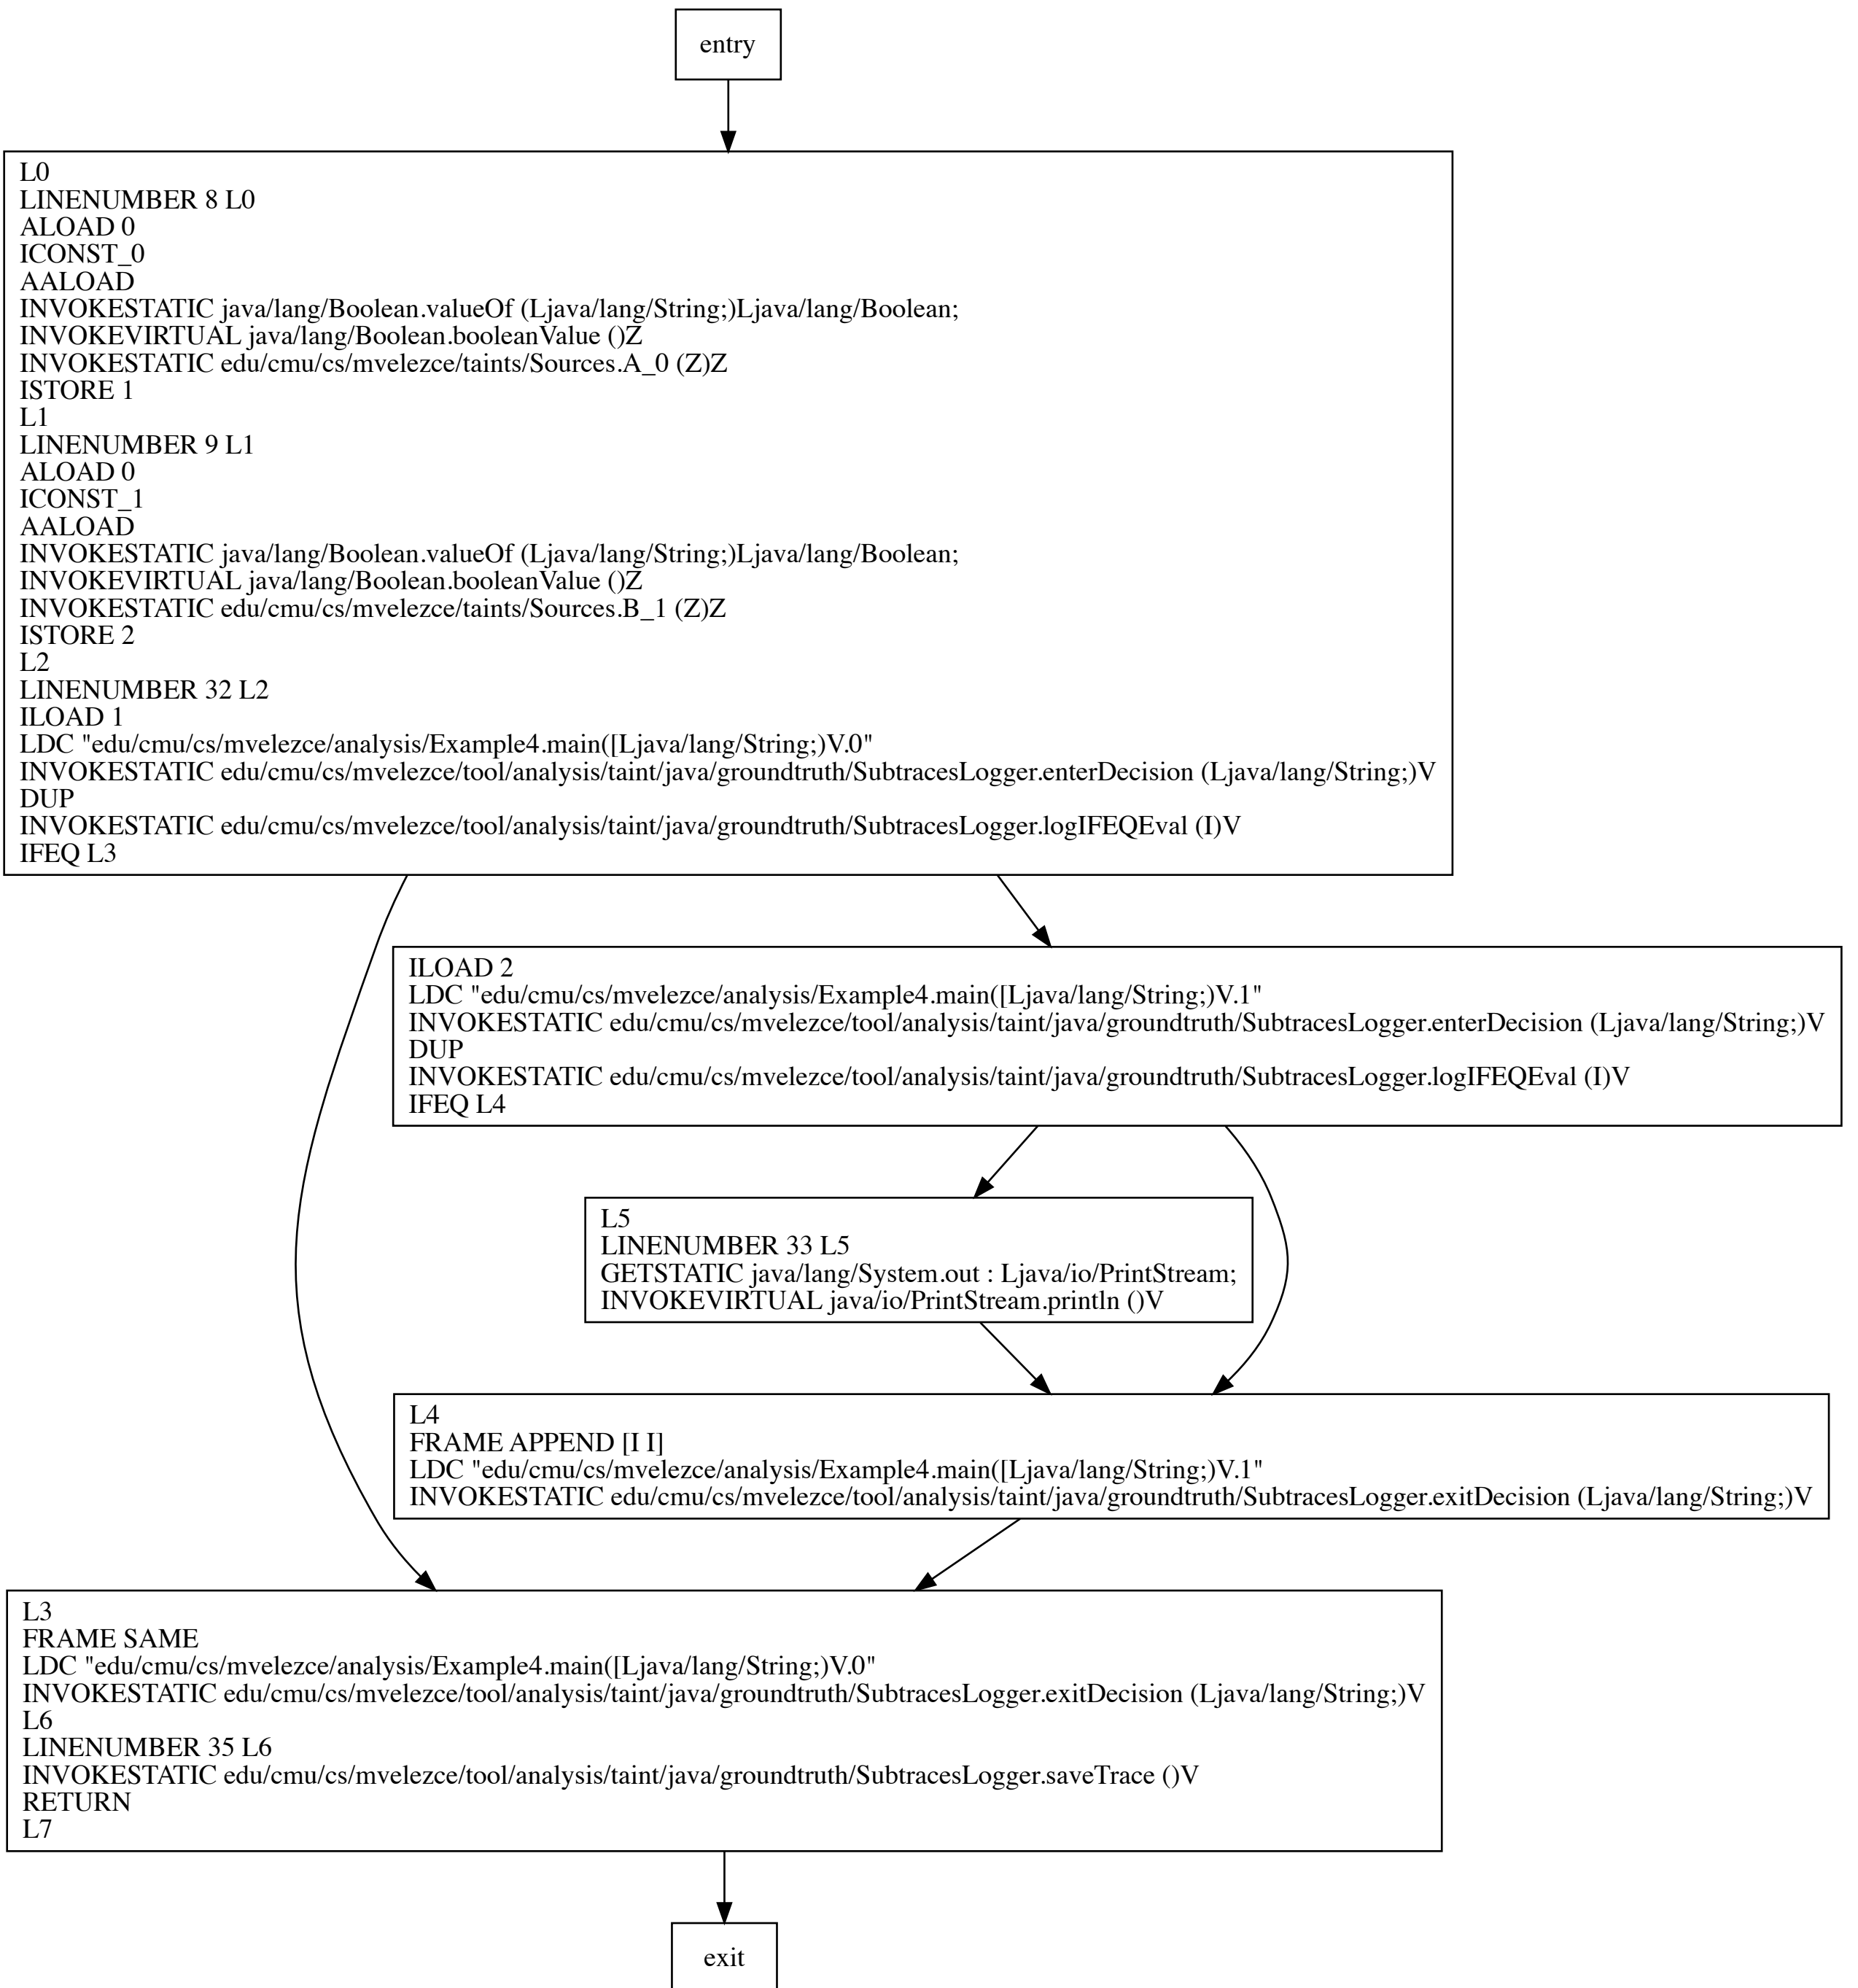 entry
L0
LINENUMBER 8 L0
ALOAD 0
ICONST_0
AALOAD
INVOKESTATIC java/lang/Boolean.valueOf (Ljava/lang/String;)Ljava/lang/Boolean;
INVOKEVIRTUAL java/lang/Boolean.booleanValue ()Z
INVOKESTATIC edu/cmu/cs/mvelezce/taints/Sources.A_0 (Z)Z
ISTORE 1
L1
LINENUMBER 9 L1
ALOAD 0
ICONST_1
AALOAD
INVOKESTATIC java/lang/Boolean.valueOf (Ljava/lang/String;)Ljava/lang/Boolean;
INVOKEVIRTUAL java/lang/Boolean.booleanValue ()Z
INVOKESTATIC edu/cmu/cs/mvelezce/taints/Sources.B_1 (Z)Z
ISTORE 2
L2
LINENUMBER 32 L2
ILOAD 1
LDC "edu/cmu/cs/mvelezce/analysis/Example4.main([Ljava/lang/String;)V.0"
INVOKESTATIC edu/cmu/cs/mvelezce/tool/analysis/taint/java/groundtruth/SubtracesLogger.enterDecision (Ljava/lang/String;)V
DUP
INVOKESTATIC edu/cmu/cs/mvelezce/tool/analysis/taint/java/groundtruth/SubtracesLogger.logIFEQEval (I)V
IFEQ L3
ILOAD 2
LDC "edu/cmu/cs/mvelezce/analysis/Example4.main([Ljava/lang/String;)V.1"
INVOKESTATIC edu/cmu/cs/mvelezce/tool/analysis/taint/java/groundtruth/SubtracesLogger.enterDecision (Ljava/lang/String;)V
DUP
INVOKESTATIC edu/cmu/cs/mvelezce/tool/analysis/taint/java/groundtruth/SubtracesLogger.logIFEQEval (I)V
IFEQ L4
L5
LINENUMBER 33 L5
GETSTATIC java/lang/System.out : Ljava/io/PrintStream;
INVOKEVIRTUAL java/io/PrintStream.println ()V
L4
FRAME APPEND [I I]
LDC "edu/cmu/cs/mvelezce/analysis/Example4.main([Ljava/lang/String;)V.1"
INVOKESTATIC edu/cmu/cs/mvelezce/tool/analysis/taint/java/groundtruth/SubtracesLogger.exitDecision (Ljava/lang/String;)V
L3
FRAME SAME
LDC "edu/cmu/cs/mvelezce/analysis/Example4.main([Ljava/lang/String;)V.0"
INVOKESTATIC edu/cmu/cs/mvelezce/tool/analysis/taint/java/groundtruth/SubtracesLogger.exitDecision (Ljava/lang/String;)V
L6
LINENUMBER 35 L6
INVOKESTATIC edu/cmu/cs/mvelezce/tool/analysis/taint/java/groundtruth/SubtracesLogger.saveTrace ()V
RETURN
L7
exit